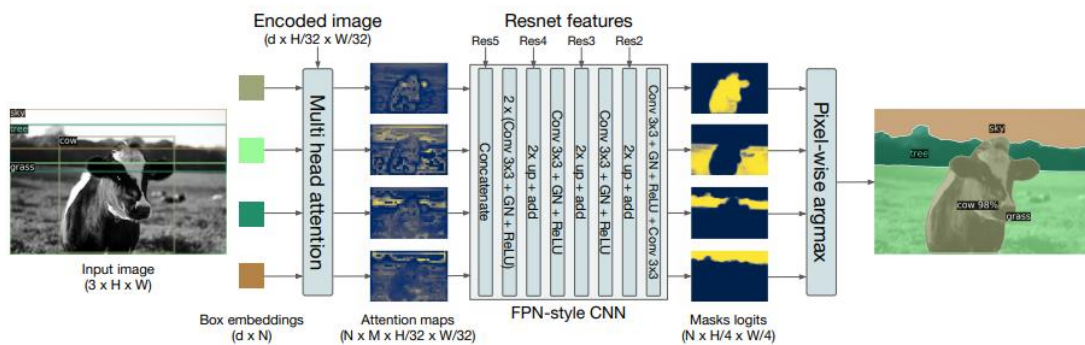 Encoded image
(d x H/32 x W/32)
Resnet features
Res5
Res4
Res3
Res2
sky
tree
cow
grass
Input image
(3 x H x W)
Box embeddings
(d x N)
Multi head attention
Attention maps
(N x M x H/32 x W/32)
Concatenate
2 x (Conv 3x3 + GN + ReLU)
2x up + add
Conv 3x3 + GN + ReLU
2x up + add
Conv 3x3 + GN + ReLU
2x up + add
Conv 3x3 + GN + ReLU + Conv 3x3
FPN-style CNN
Masks logits
(N x H/4 x W/4)
Pixel-wise argmax
sky
tree
cow 98%
grass